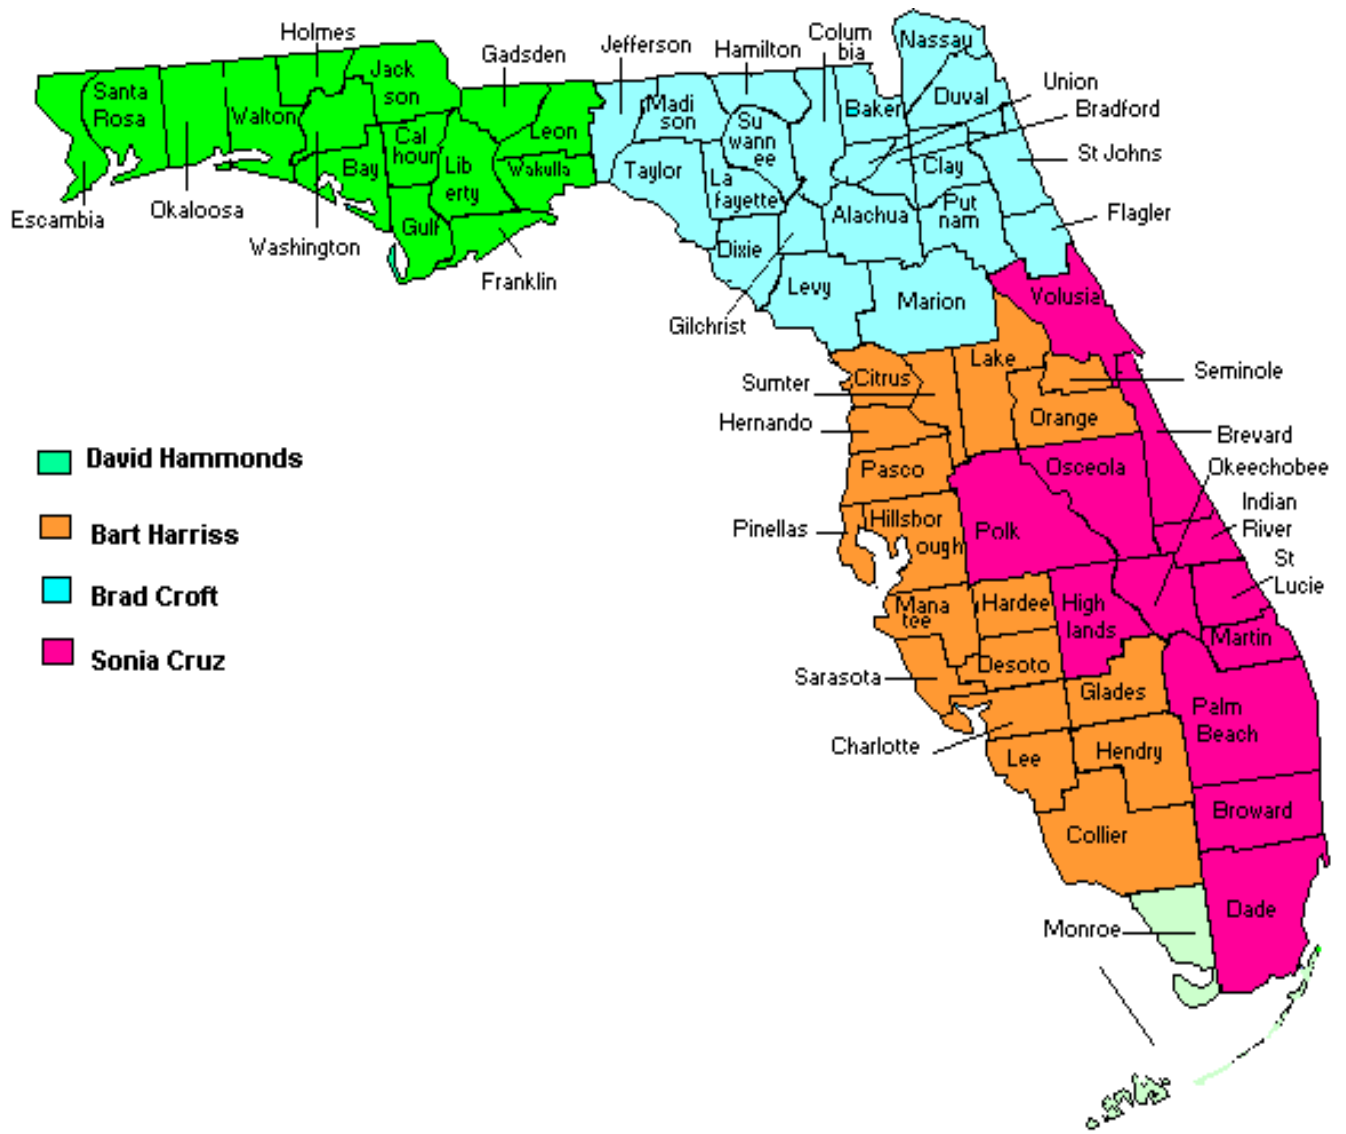 Holmes
Gadsden
Jefferson
Hamilton
Colum
bia
Nassau
Santa
Rosa
Walton
Jack
son
Cal
houn
Leon
Bay
Lib
erty
Wakulla
Gulf
Escambia
Okaloosa
Washington
Franklin
Madi
son
Su
wann
ee
Baker
Duval
Union
Bradford
Taylor
La
fayette
Clay
St Johns
Alachua
Put
nam
Flagler
Dixie
Gilchrist
Levy
Marion
Volusia
Citrus
Lake
Sumter
Seminole
Hernando
Orange
Brevard
Pasco
Osceola
Okeechobee
Pinellas
Hillsbor
ough
Polk
Indian
River
St
Lucie
Mana
tee
Hardee
High
lands
Martin
Sarasota
Desoto
Glades
Palm
Beach
Charlotte
Lee
Hendry
Broward
Collier
Dade
Monroe
David Hammonds
Bart Harriss
Brad Croft
Sonia Cruz